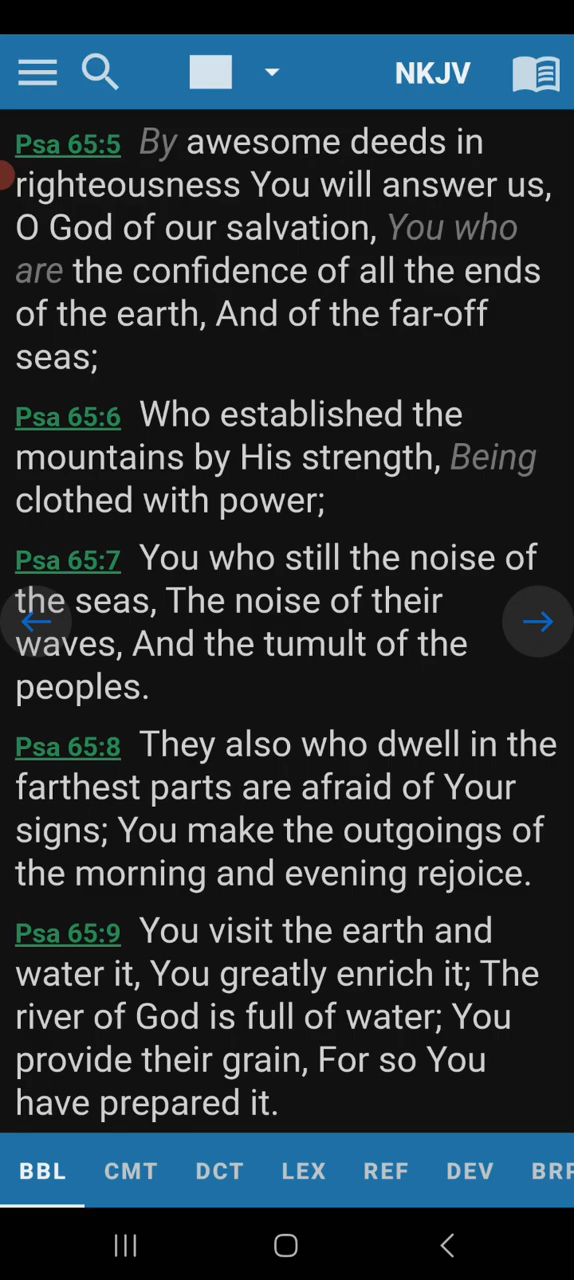 NKJV
Psa 65:5 By awesome deeds in
righteousness You will answer us,
O God of our salvation, You who
are the confidence of all the ends
of the earth, And of the far-off
seas;
Psa 65:6 Who established the
mountains by His strength, Being
clothed with power;
Psa 65:7 You who still the noise of
the seas, The noise of their
waves, And the tumult of the
peoples.
Psa 65:8 They also who dwell in the
farthest parts are afraid of Your
signs; You make the outgoings of
the morning and evening rejoice.
Psa 65:9 You visit the earth and
water it, You greatly enrich it; The
river of God is full of water; You
provide their grain, For so You
have prepared it.
BBL CMT DCT LEX REF DEV BRP